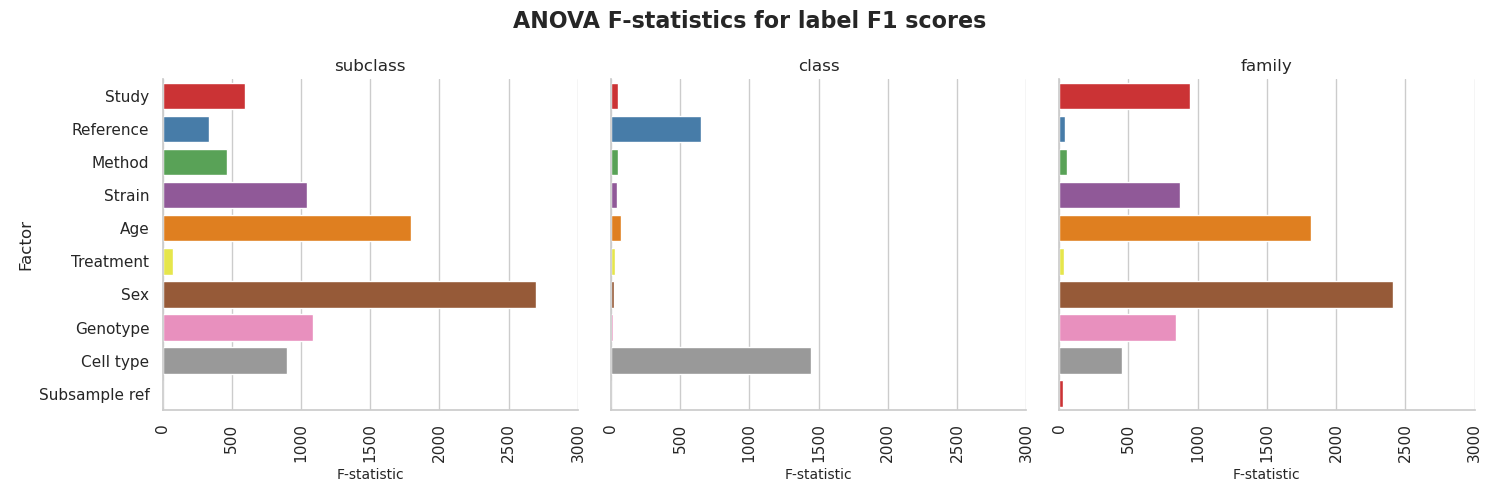 ANOVA F-statistics for label F1 scores
subclass
class
family
Factor
Study
Reference
Method
Strain
Age
Treatment
Sex
Genotype
Cell type
Subsample ref
0 500 1000 1500 2000 2500 3000
0 500 1000 1500 2000 2500 3000
0 500 1000 1500 2000 2500 3000
F-statistic
F-statistic
F-statistic